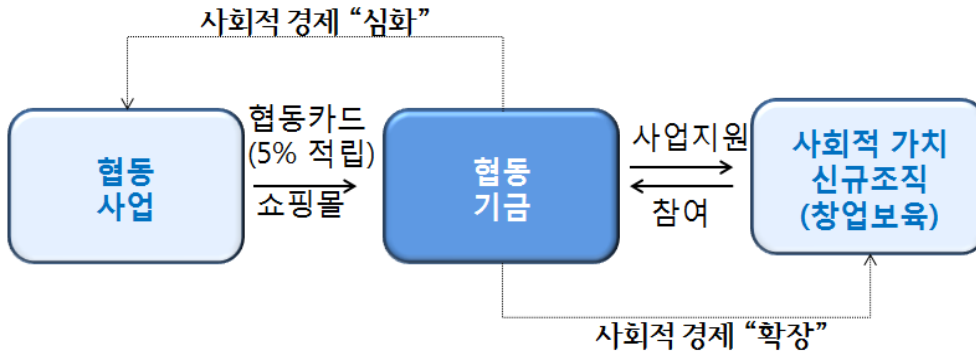 사회적 경제 “심화”
협동
사업
협동카드
(5% 적립)
쇼핑몰
협동
기금
사업지원
참여
사회적 가치
신규조직
(창업보육)
사회적 경제 “확장”